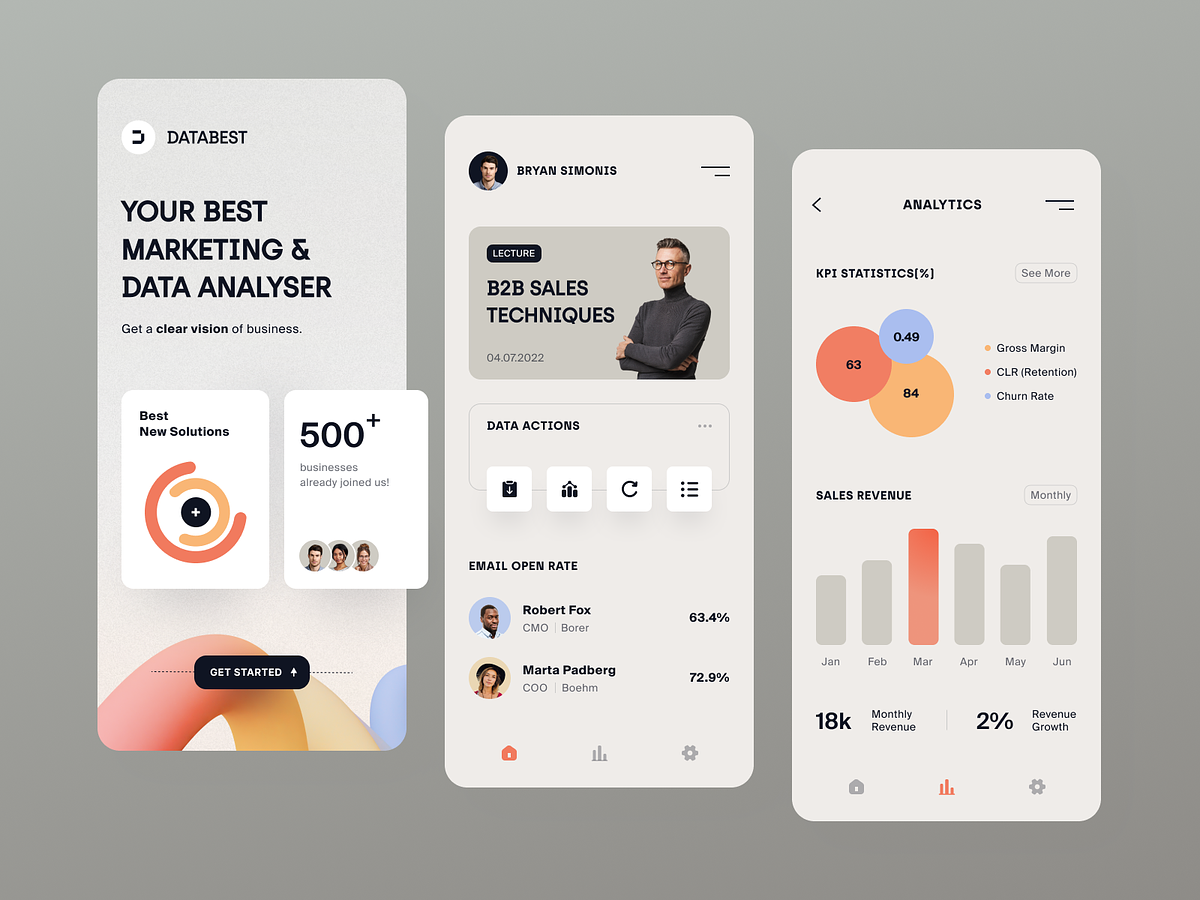 DATABEST
YOUR BEST
MARKETING &
DATA ANALYSER
Get a clear vision of business.
Best
New Solutions
500+
businesses
already joined us!
GET STARTED
BRYAN SIMONIS
LECTURE
B2B SALES
TECHNIQUES
04.07.2022
DATA ACTIONS
EMAIL OPEN RATE
Robert Fox
CMO | Borer
63.4%
Marta Padberg
COO | Boehm
72.9%
ANALYTICS
KPI STATISTICS(%)
See More
63
0.49
84
Gross Margin
CLR (Retention)
Churn Rate
SALES REVENUE
Monthly
Jan Feb Mar Apr May Jun
18k
Monthly
Revenue
2%
Revenue
Growth